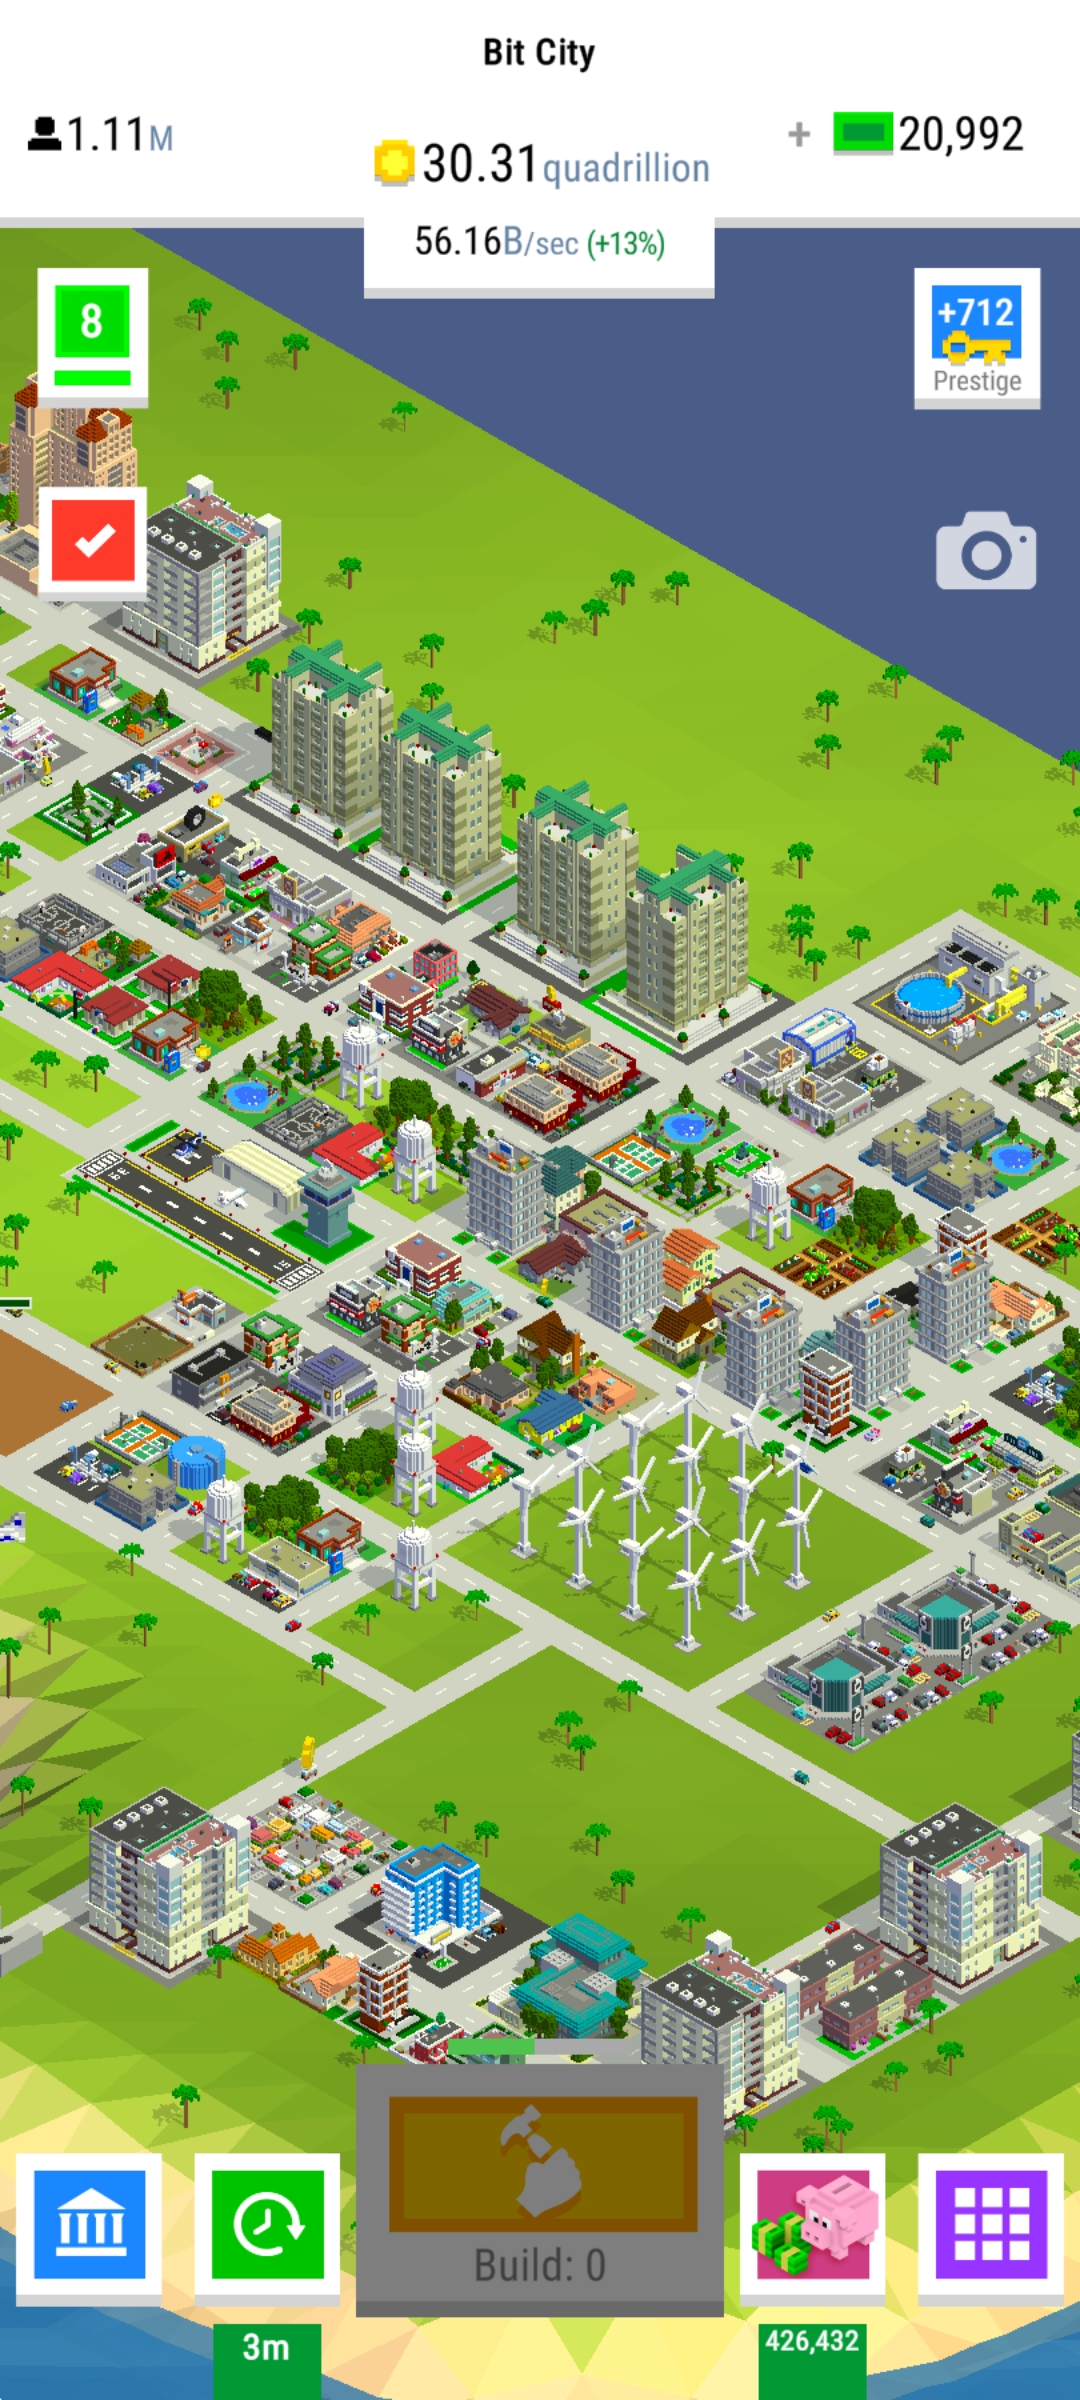 Bit City
1.11M
30.31quadrillion
+ 20,992
56.16B/sec (+13%)
8
+712
Prestige
Build: 0
3m
426,432